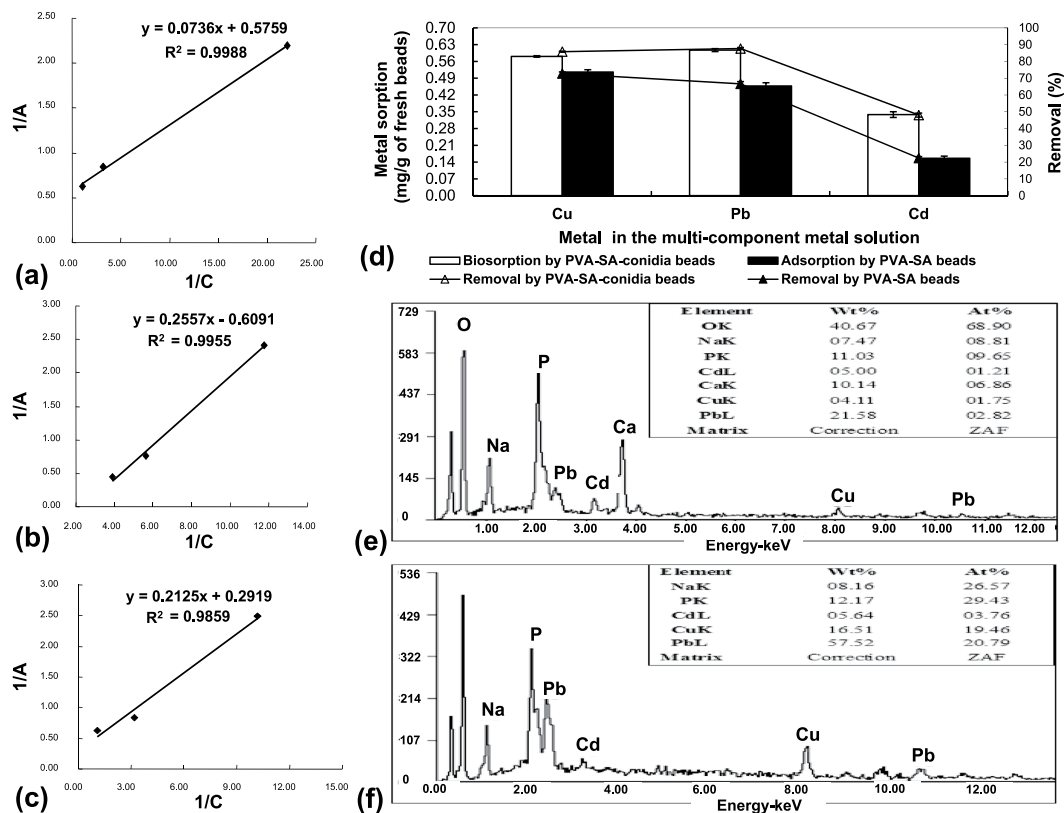 (a)
2.50
2.00
1.50
1.00
0.50
0.00
1/A
y = 0.0736x + 0.5759
R² = 0.9988
0.00 5.00 10.00 15.00 20.00 25.00
1/C
(b)
3.00
2.50
2.00
1.50
1.00
0.50
0.00
1/A
y = 0.2557x - 0.6091
R² = 0.9955
2.00 4.00 6.00 8.00 10.00 12.00 14.00
1/C
(c)
3.00
2.50
2.00
1.50
1.00
0.50
0.00
1/A
y = 0.2125x + 0.2919
R² = 0.9859
0.00 3.00 6.00 9.00 12.00 15.00
1/C
(d)
Metal sorption
(mg/g of fresh beads)
0.70
0.63
0.56
0.49
0.42
0.35
0.28
0.21
0.14
0.07
0.00
100
90
80
70
60
50
40
30
20
10
0
Removal (%)
Cu Pb Cd
Metal in the multi-component metal solution
Biosorption by PVA-SA-conidia beads Adsorption by PVA-SA beads
Removal by PVA-SA-conidia beads Removal by PVA-SA beads
(e)
729
583
437
291
145
0
O
Na
P
Pb
Cd
Ca
Cu
Pb
Element Wt% At%
OK 40.67 68.90
NaK 07.47 08.81
PK 11.03 09.65
CdL 05.00 01.21
CaK 10.14 06.86
CuK 04.11 01.75
PbL 21.58 02.82
Matrix Correction ZAF
1.00 2.00 3.00 4.00 5.00 6.00 7.00 8.00 9.00 10.00 11.00 12.00
Energy-keV
(f)
536
429
322
214
107
0
Na
P
Pb
Cd
Cu
Pb
Element Wt% At%
NaK 08.16 26.57
PK 12.17 29.43
CdL 05.64 03.76
CuK 16.51 19.46
PbL 57.52 20.79
Matrix Correction ZAF
0.00 2.00 4.00 6.00 8.00 10.00 12.00
Energy-keV